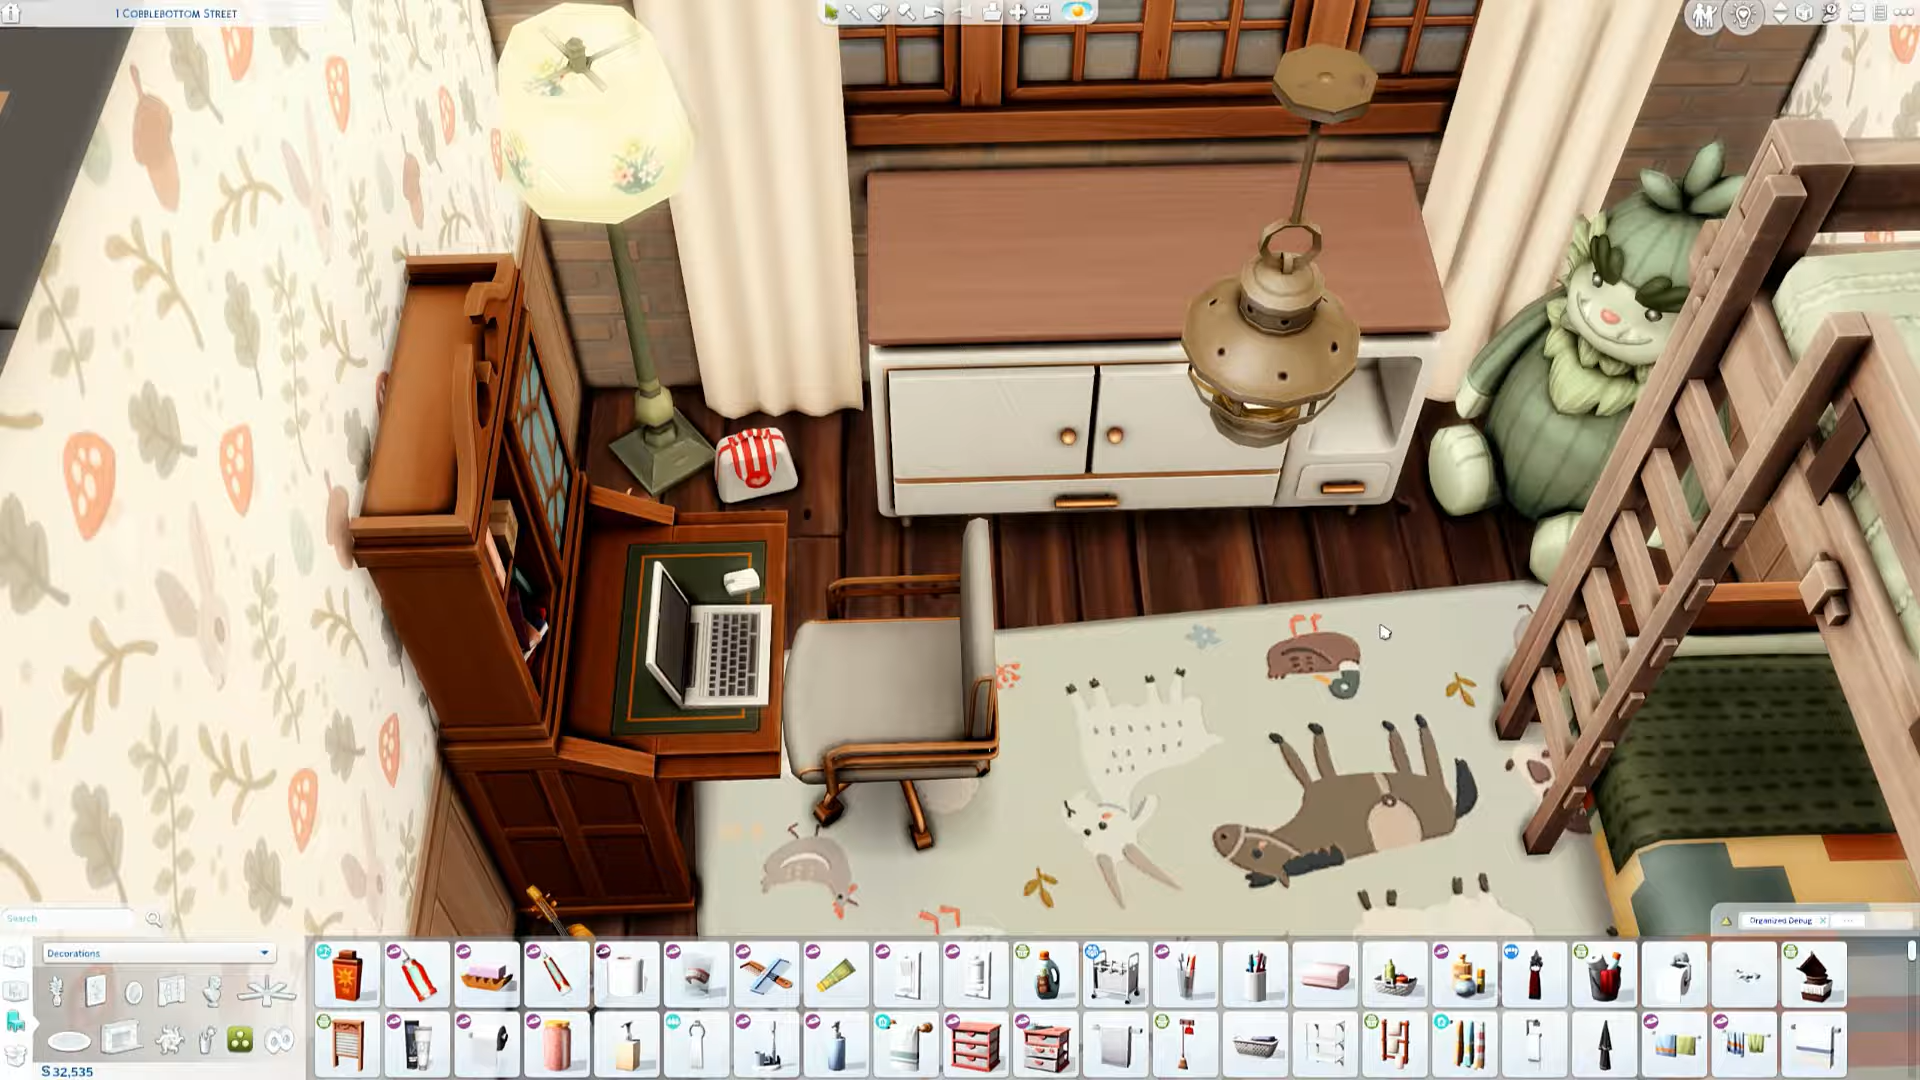 1 Cobblebottom Street
Organized Debug
Search
Decorations
§32,535